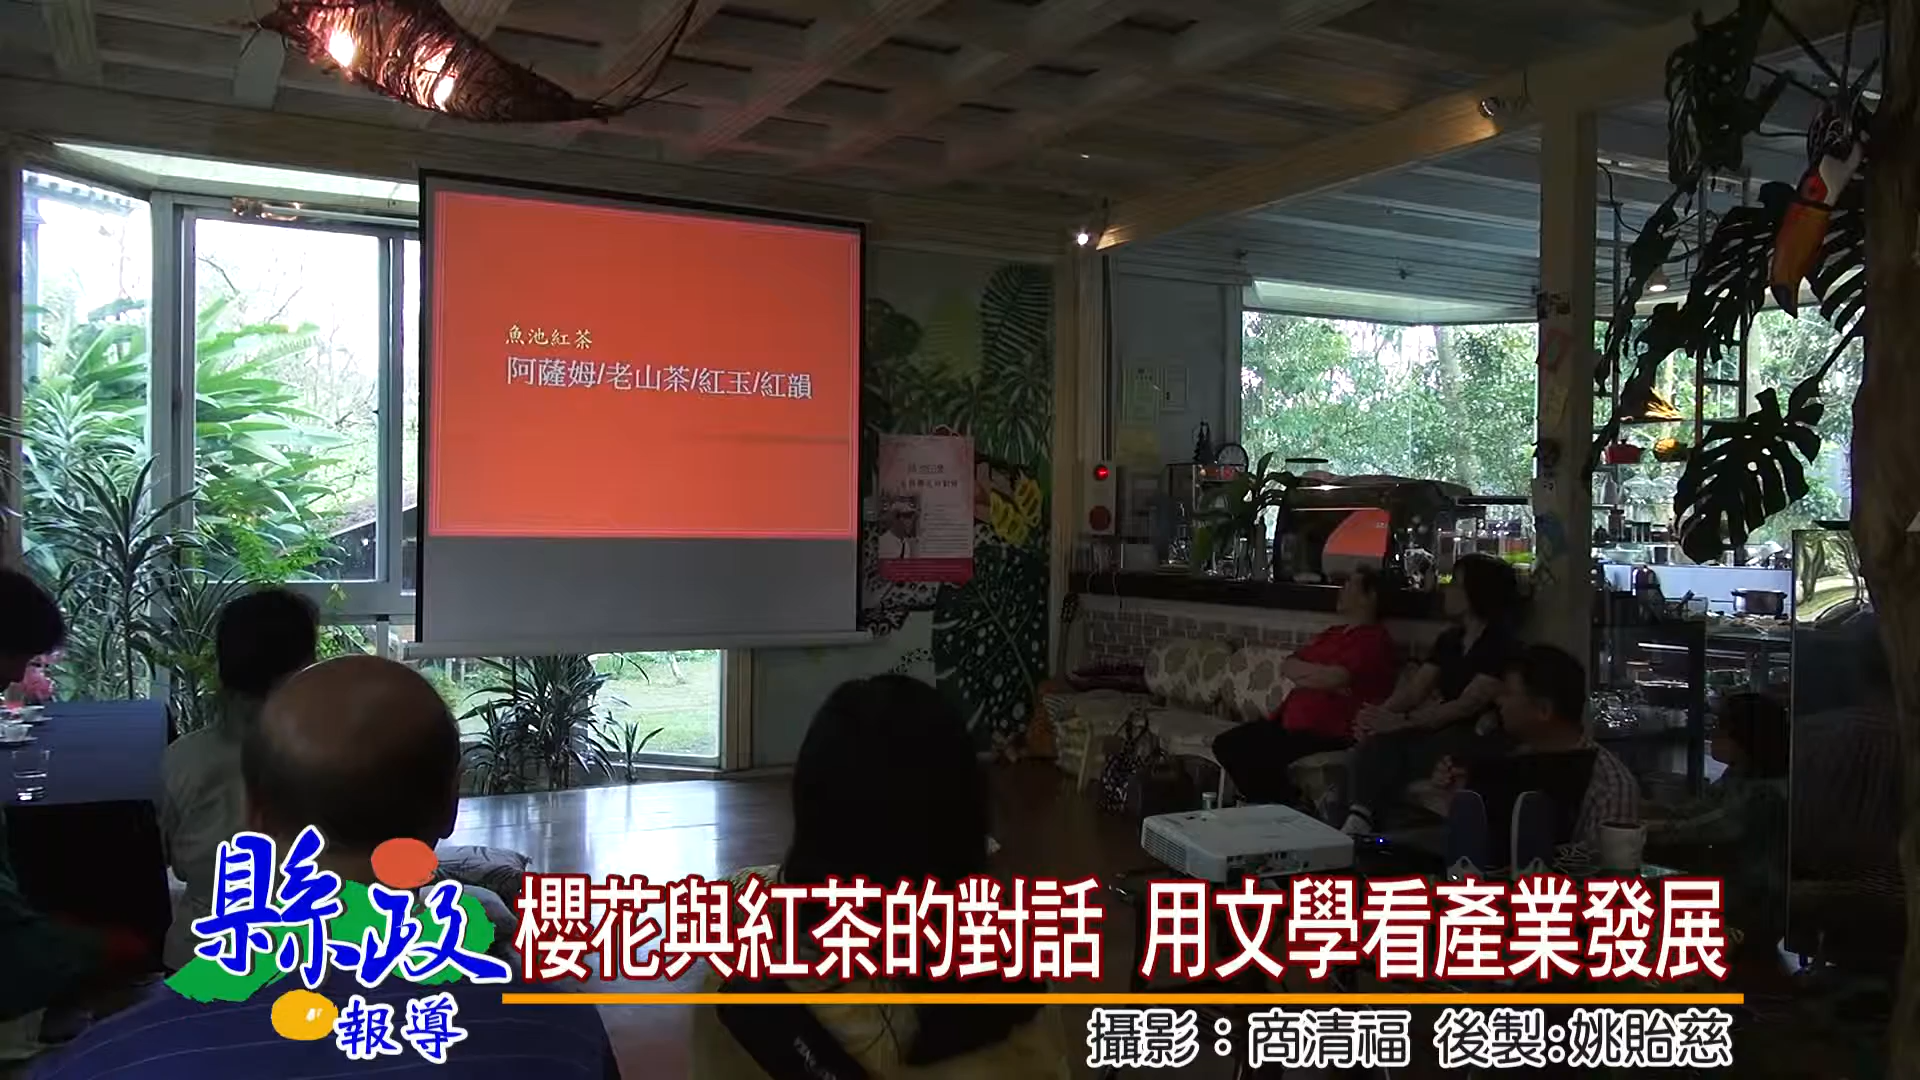 魚池紅茶
阿薩姆/老山茶/紅玉/紅韻
縣政
報導
櫻花與紅茶的對話 用文學看產業發展
攝影：商清福 後製:姚貽慈